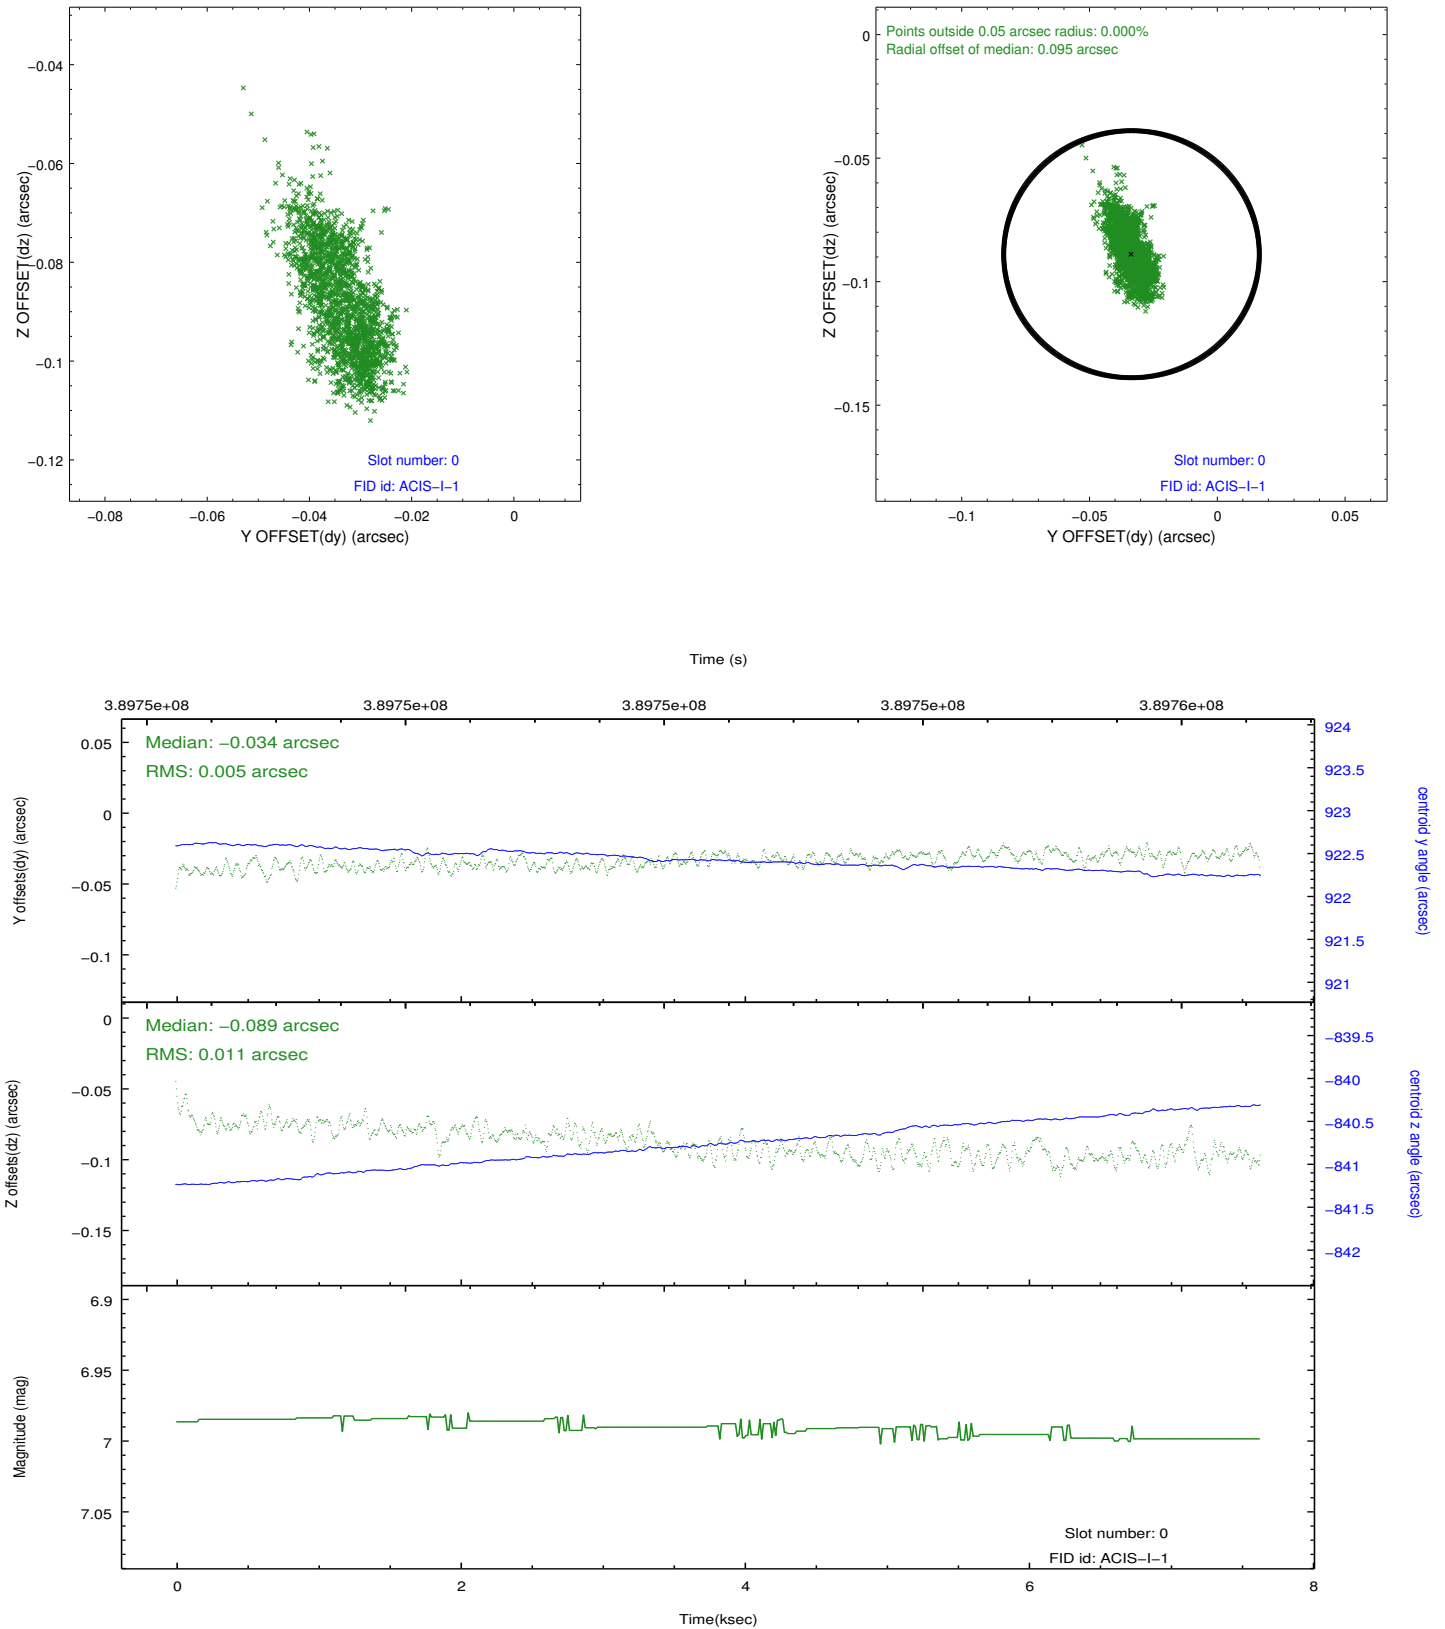 −0.04
−0.06
−0.08
−0.1
−0.12
Z OFFSET(dz) (arcsec)
Slot number: 0
FID id: ACIS−I−1
−0.08 −0.06 −0.04 −0.02 0
Y OFFSET(dy) (arcsec)
Points outside 0.05 arcsec radius: 0.000%
Radial offset of median: 0.095 arcsec
0
−0.05
−0.1
−0.15
Z OFFSET(dz) (arcsec)
Slot number: 0
FID id: ACIS−I−1
−0.1 −0.05 0 0.05
Y OFFSET(dy) (arcsec)
Time (s)
3.8975e+08 3.8975e+08 3.8975e+08 3.8975e+08 3.8976e+08
Median: −0.034 arcsec
RMS: 0.005 arcsec
0.05
0
−0.05
−0.1
Y offsets(dy) (arcsec)
924
923.5
923
922.5
922
921.5
921
centroid y angle (arcsec)
Median: −0.089 arcsec
RMS: 0.011 arcsec
0
−0.05
−0.1
−0.15
Z offsets(dz) (arcsec)
−839.5
−840
−840.5
−841
−841.5
−842
centroid z angle (arcsec)
6.9
6.95
7
7.05
Magnitude (mag)
Slot number: 0
FID id: ACIS−I−1
0 2 4 6 8
Time(ksec)